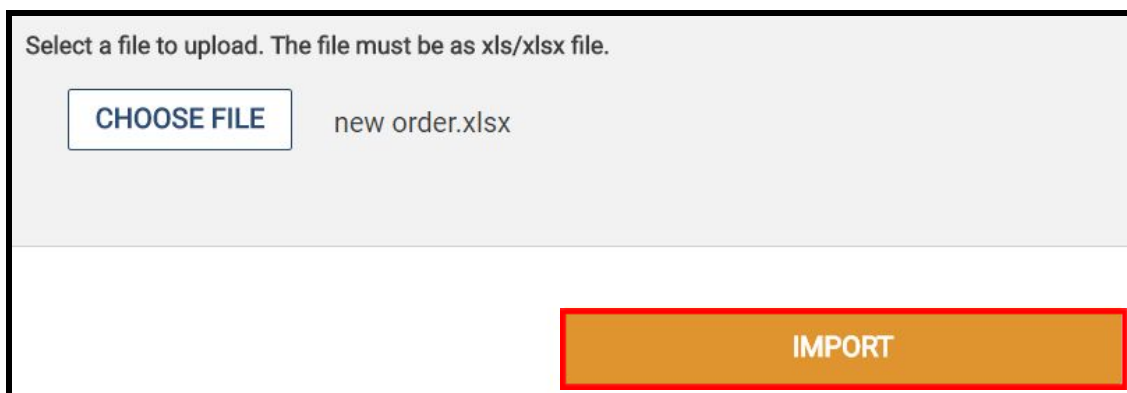 Select a file to upload. The file must be as xls/xlsx file.
CHOOSE FILE new order.xlsx
IMPORT